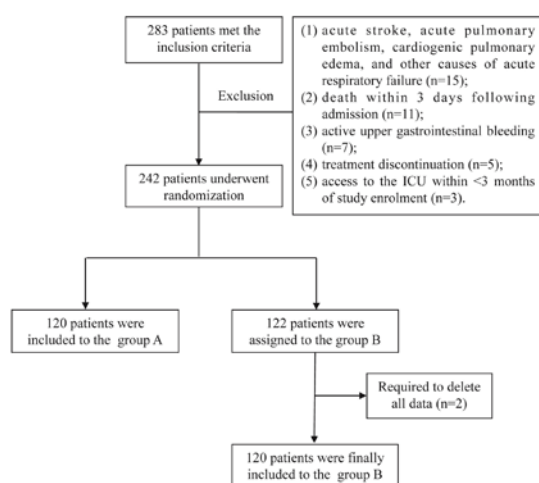 283 patients met the
inclusion criteria
(1) acute stroke, acute pulmonary
embolism, cardiogenic pulmonary
edema, and other causes of acute
respiratory failure (n=15);
(2) death within 3 days following
admission (n=11);
(3) active upper gastrointestinal bleeding
(n=7);
(4) treatment discontinuation (n=5);
(5) access to the ICU within <3 months
of study enrolment (n=3).
Exclusion
242 patients underwent
randomization
120 patients were
included to the group A
122 patients were
assigned to the group B
Required to delete
all data (n=2)
120 patients were finally
included to the group B